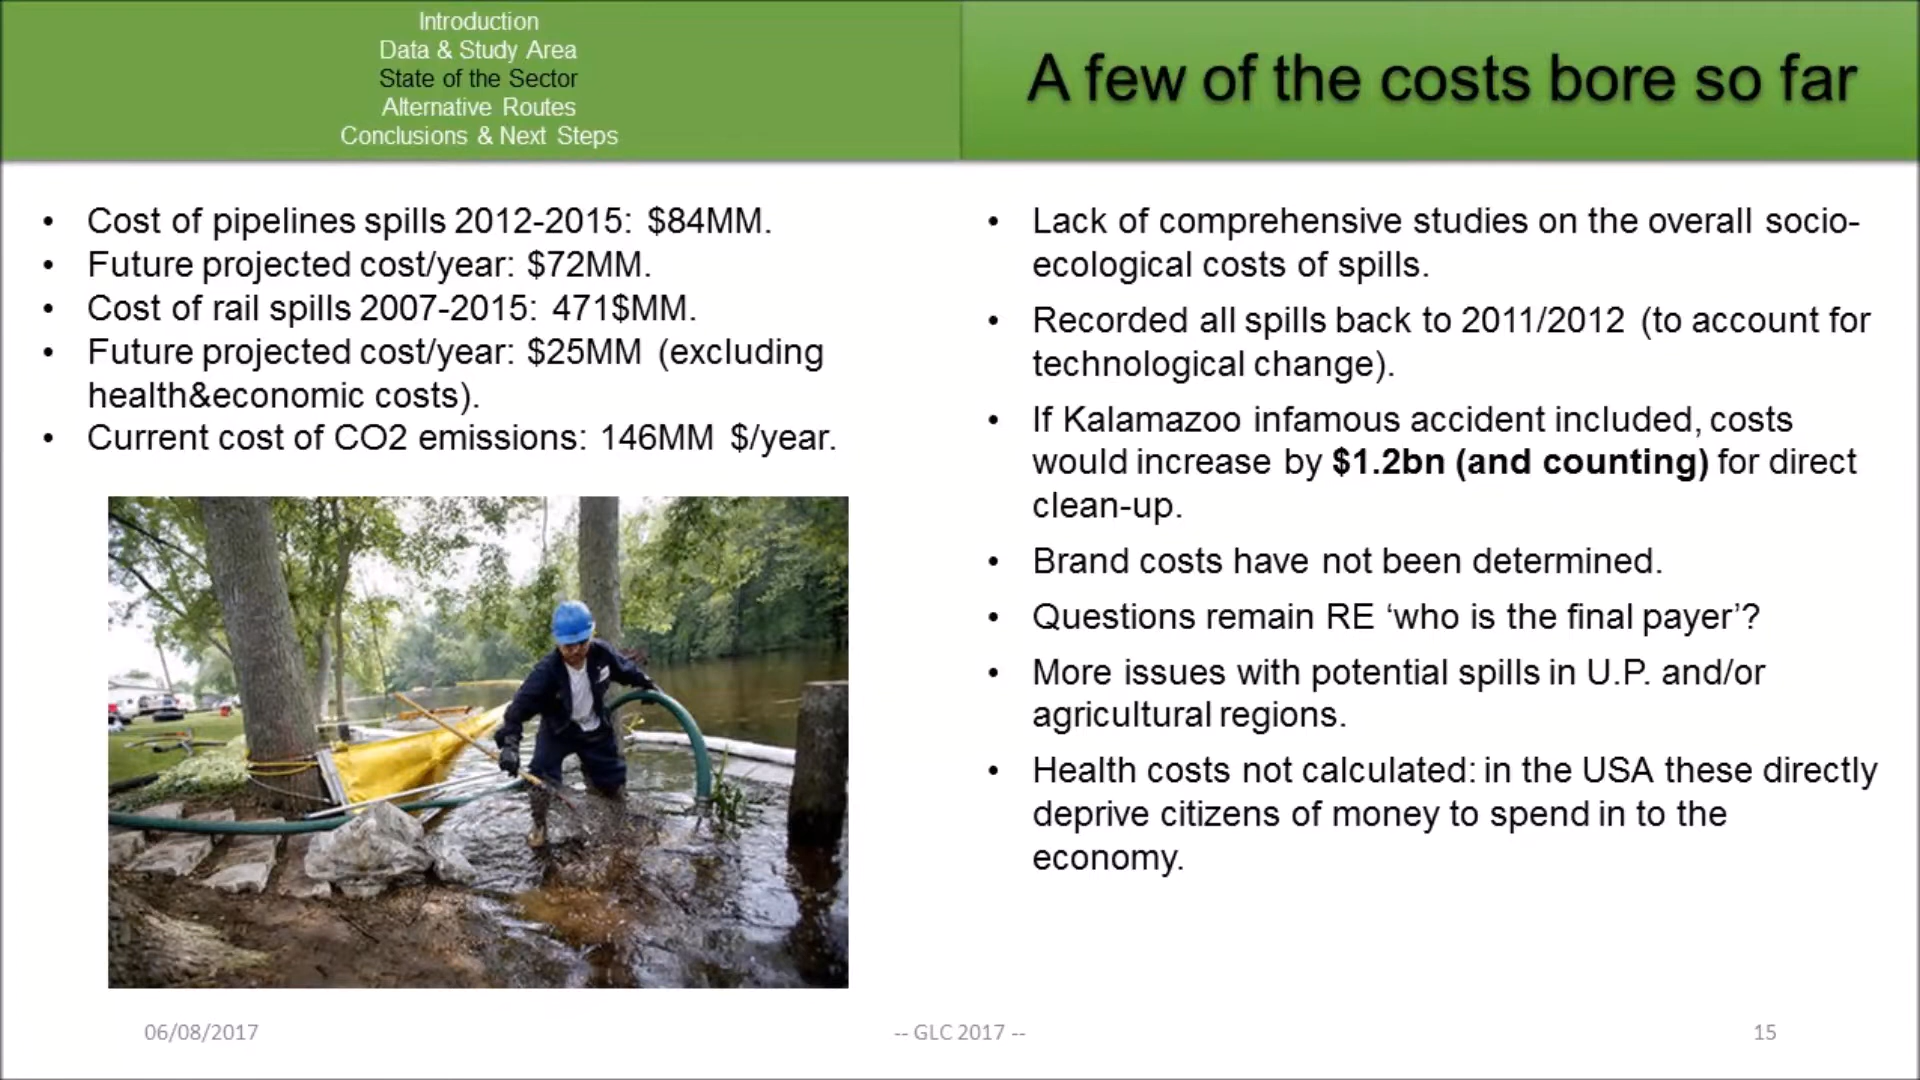 Introduction
Data & Study Area
State of the Sector
Alternative Routes
Conclusions & Next Steps
A few of the costs bore so far
• Cost of pipelines spills 2012-2015: $84MM.
• Future projected cost/year: $72MM.
• Cost of rail spills 2007-2015: 471$MM.
• Future projected cost/year: $25MM (excluding
health&economic costs).
• Current cost of CO2 emissions: 146MM $/year.
• Lack of comprehensive studies on the overall socio-
ecological costs of spills.
• Recorded all spills back to 2011/2012 (to account for
technological change).
• If Kalamazoo infamous accident included, costs
would increase by $1.2bn (and counting) for direct
clean-up.
• Brand costs have not been determined.
• Questions remain RE ‘who is the final payer’?
• More issues with potential spills in U.P. and/or
agricultural regions.
• Health costs not calculated: in the USA these directly
deprive citizens of money to spend in to the
economy.
06/08/2017
-- GLC 2017 --
15